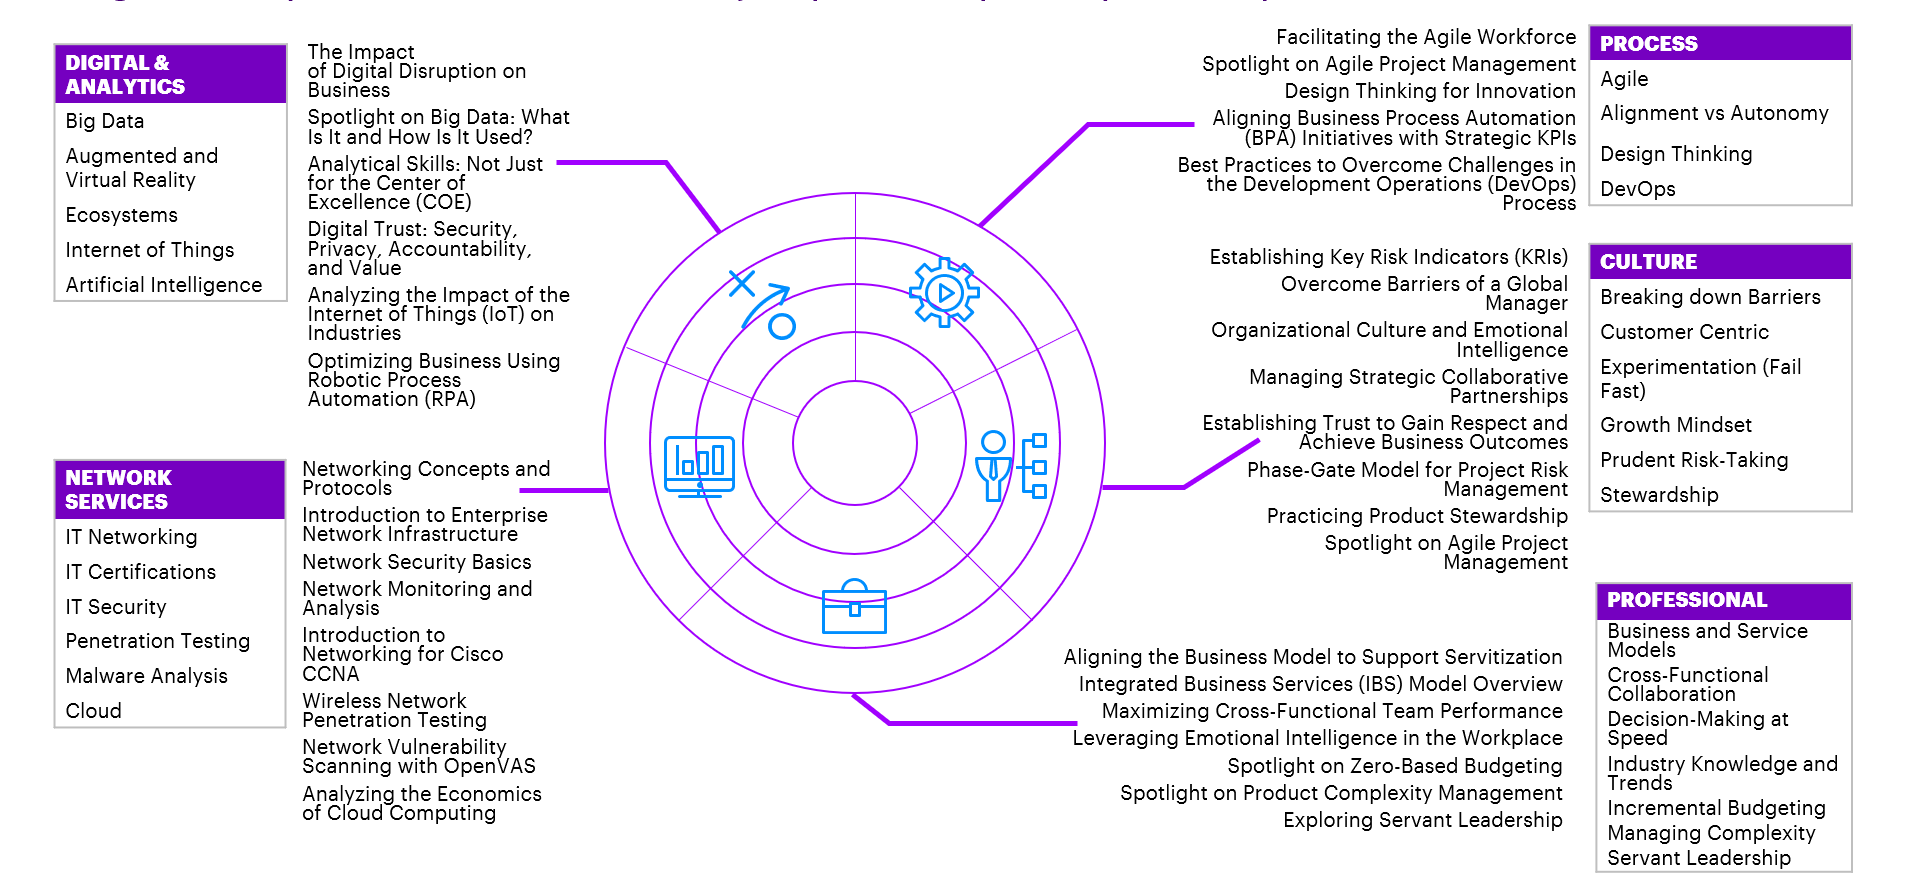 DIGITAL &
ANALYTICS
Big Data
Augmented and
Virtual Reality
Ecosystems
Internet of Things
Artificial Intelligence
The Impact
of Digital Disruption on
Business
Spotlight on Big Data: What
Is It and How Is It Used?
Analytical Skills: Not Just
for the Center of
Excellence (COE)
Digital Trust: Security,
Privacy, Accountability,
and Value
Analyzing the Impact of the
Internet of Things (IoT) on
Industries
Optimizing Business Using
Robotic Process
Automation (RPA)
NETWORK
SERVICES
IT Networking
IT Certifications
IT Security
Penetration Testing
Malware Analysis
Cloud
Networking Concepts and
Protocols
Introduction to Enterprise
Network Infrastructure
Network Security Basics
Network Monitoring and
Analysis
Introduction to
Networking for Cisco
CCNA
Wireless Network
Penetration Testing
Network Vulnerability
Scanning with OpenVAS
Analyzing the Economics
of Cloud Computing
Facilitating the Agile Workforce
Spotlight on Agile Project Management
Design Thinking for Innovation
Aligning Business Process Automation
(BPA) Initiatives with Strategic KPIs
Best Practices to Overcome Challenges in
the Development Operations (DevOps)
Process
PROCESS
Agile
Alignment vs Autonomy
Design Thinking
DevOps
Establishing Key Risk Indicators (KRIs)
Overcome Barriers of a Global
Manager
Organizational Culture and Emotional
Intelligence
Managing Strategic Collaborative
Partnerships
Establishing Trust to Gain Respect and
Achieve Business Outcomes
Phase-Gate Model for Project Risk
Management
Practicing Product Stewardship
Spotlight on Agile Project
Management
CULTURE
Breaking down Barriers
Customer Centric
Experimentation (Fail
Fast)
Growth Mindset
Prudent Risk-Taking
Stewardship
Aligning the Business Model to Support Servitization
Integrated Business Services (IBS) Model Overview
Maximizing Cross-Functional Team Performance
Leveraging Emotional Intelligence in the Workplace
Spotlight on Zero-Based Budgeting
Spotlight on Product Complexity Management
Exploring Servant Leadership
PROFESSIONAL
Business and Service
Models
Cross-Functional
Collaboration
Decision-Making at
Speed
Industry Knowledge and
Trends
Incremental Budgeting
Managing Complexity
Servant Leadership